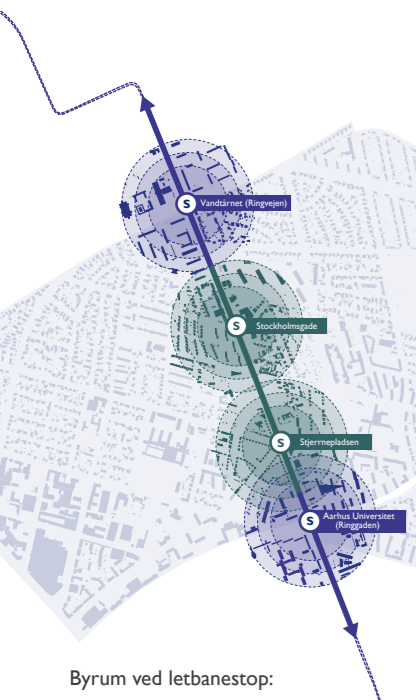 S
Vandtårnet (Ringvejen)
S
Stockholmsgade
S
Stjerrnepladsen
S
Aarhus Universitet
(Ringgaden)
Byrum ved letbanestop: